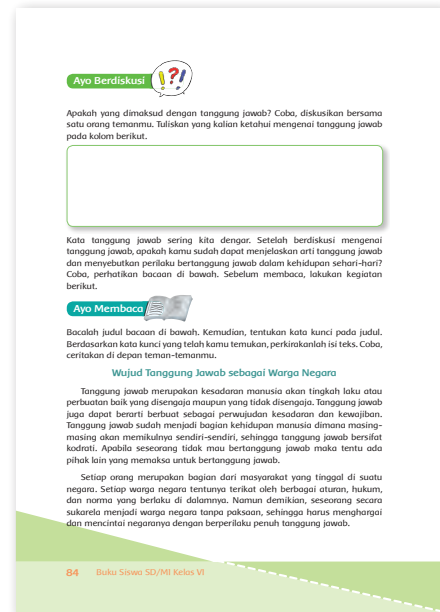 Ayo Berdiskusi
Apakah yang dimaksud dengan tanggung jawab? Coba, diskusikan bersama
satu orang temanmu. Tuliskan yang kalian ketahui mengenai tanggung jawab
pada kolom berikut.
Kata tanggung jawab sering kita dengar. Setelah berdiskusi mengenai
tanggung jawab, apakah kamu sudah dapat menjelaskan arti tanggung jawab
dan menyebutkan perilaku bertanggung jawab dalam kehidupan sehari-hari?
Coba, perhatikan bacaan di bawah. Sebelum membaca, lakukan kegiatan
berikut.
Ayo Membaca
Bacalah judul bacaan di bawah. Kemudian, tentukan kata kunci pada judul.
Berdasarkan kata kunci yang telah kamu temukan, perkirakanlah isi teks. Coba,
ceritakan di depan teman-temanmu.
Wujud Tanggung Jawab sebagai Warga Negara
Tanggung jawab merupakan kesadaran manusia akan tingkah laku atau
perbuatan baik yang disengaja maupun yang tidak disengaja. Tanggung jawab
juga dapat berarti berbuat sebagai perwujudan kesadaran dan kewajiban.
Tanggung jawab sudah menjadi bagian kehidupan manusia dimana masing-
masing akan memikulnya sendiri-sendiri, sehingga tanggung jawab bersifat
kodrati. Apabila seseorang tidak mau bertanggung jawab maka tentu ada
pihak lain yang memaksa untuk bertanggung jawab.
Setiap orang merupakan bagian dari masyarakat yang tinggal di suatu
negara. Setiap warga negara tentunya terikat oleh berbagai aturan, hukum,
dan norma yang berlaku di dalamnya. Namun demikian, seseorang secara
sukarela menjadi warga negara tanpa paksaan, sehingga harus menghargai
dan mencintai negaranya dengan berperilaku penuh tanggung jawab.
84 Buku Siswa SD/MI Kelas VI